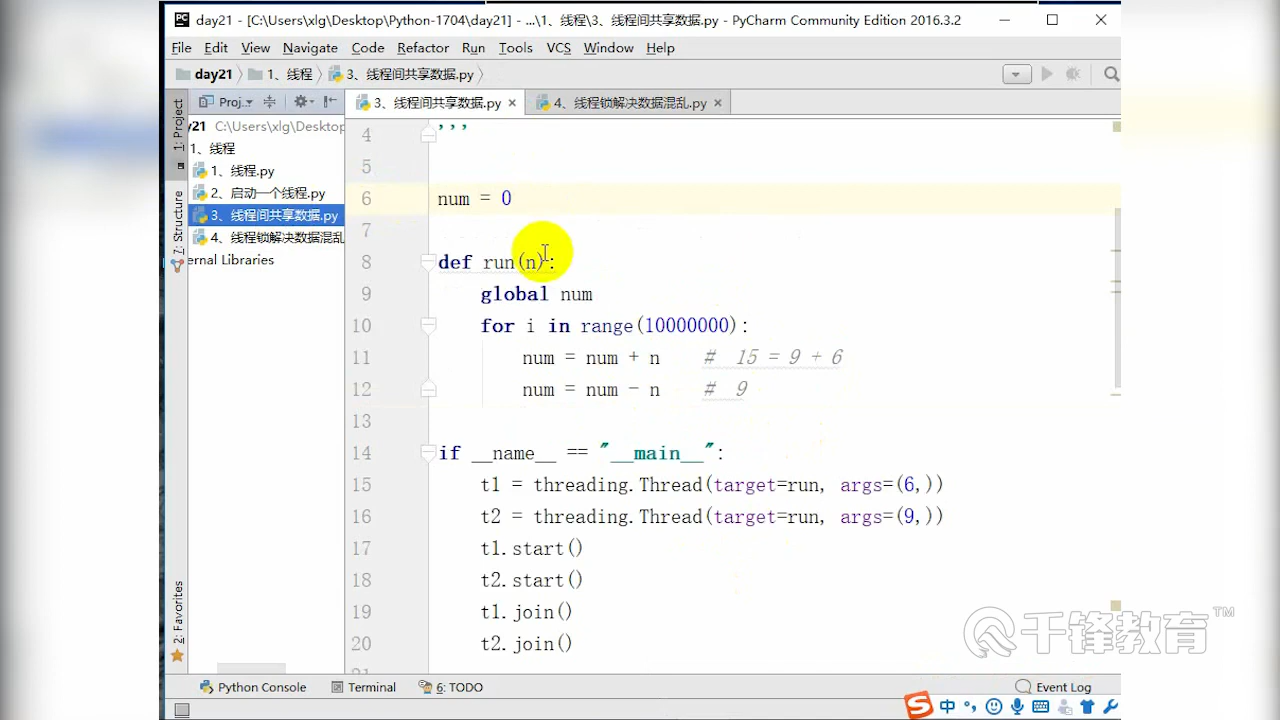 day21 - [C:\Users\xlg\Desktop\Python-1704\day21] - ...\1、线程\3、线程间共享数据.py - PyCharm Community Edition 2016.3.2
File Edit View Navigate Code Refactor Run Tools VCS Window Help
day21 1、线程 3、线程间共享数据.py
1: Project
Proj.
3、线程间共享数据.py
4、线程锁解决数据混乱.py
y21 C:\Users\xlg\Desktop
1、线程
1、线程.py
2、启动一个线程.py
3、线程间共享数据.py
4、线程锁解决数据混乱
ernal Libraries
7: Structure
2: Favorites
4 '''
5
6 num = 0
7
8 def run(n):
9 global num
10 for i in range(10000000):
11 num = num + n # 15 = 9 + 6
12 num = num - n # 9
13
14 if __name__ == "__main__":
15 t1 = threading.Thread(target=run, args=(6,))
16 t2 = threading.Thread(target=run, args=(9,))
17 t1.start()
18 t2.start()
19 t1.join()
20 t2.join()
千锋教育 TM
Python Console Terminal 6: TODO Event Log
中